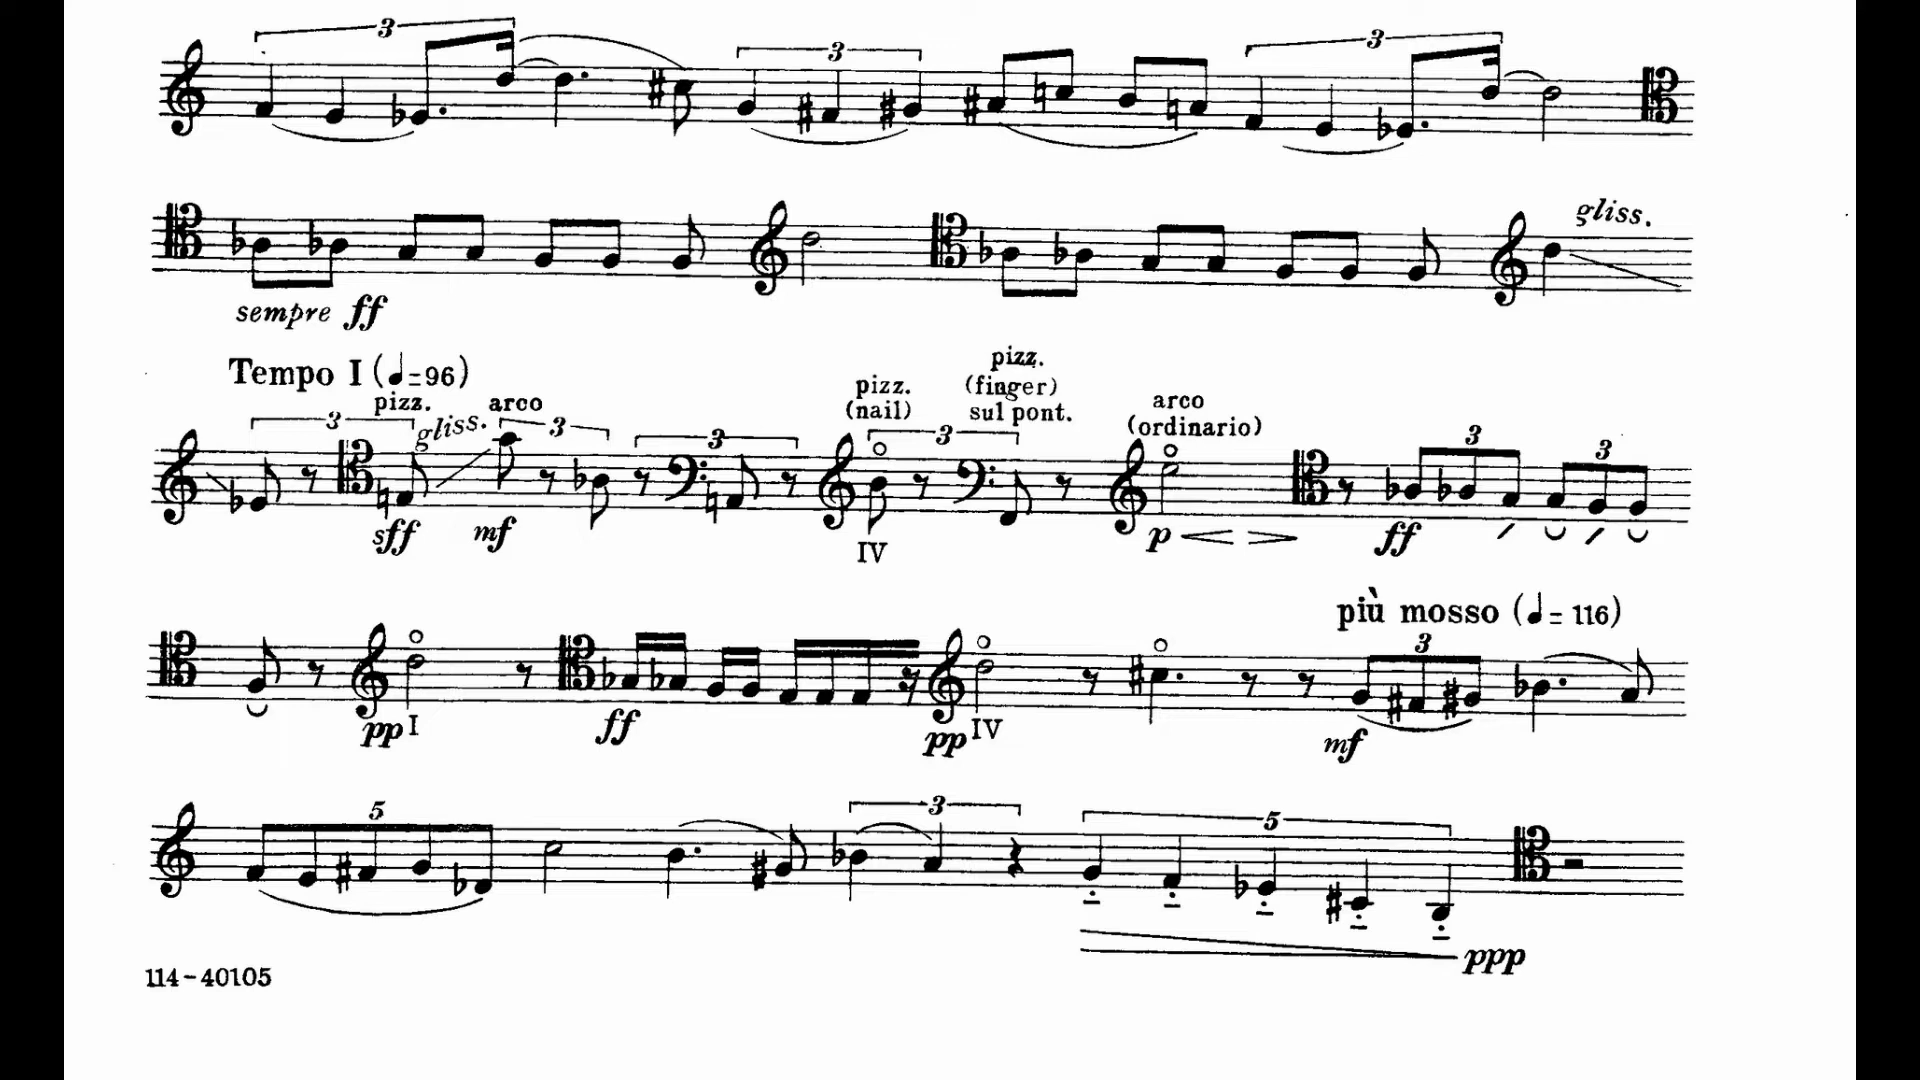 3 3 3
gliss.
sempre ff
Tempo I (♩=96)
pizz.
(finger)
sul pont.
pizz.
(nail)
pizz. gliss. arco
arco
(ordinario)
3 3 3 3 3 3
sff mf IV p ff
più mosso (♩= 116)
3
pp I ff pp IV mf
5 3 5
ppp
114-40105